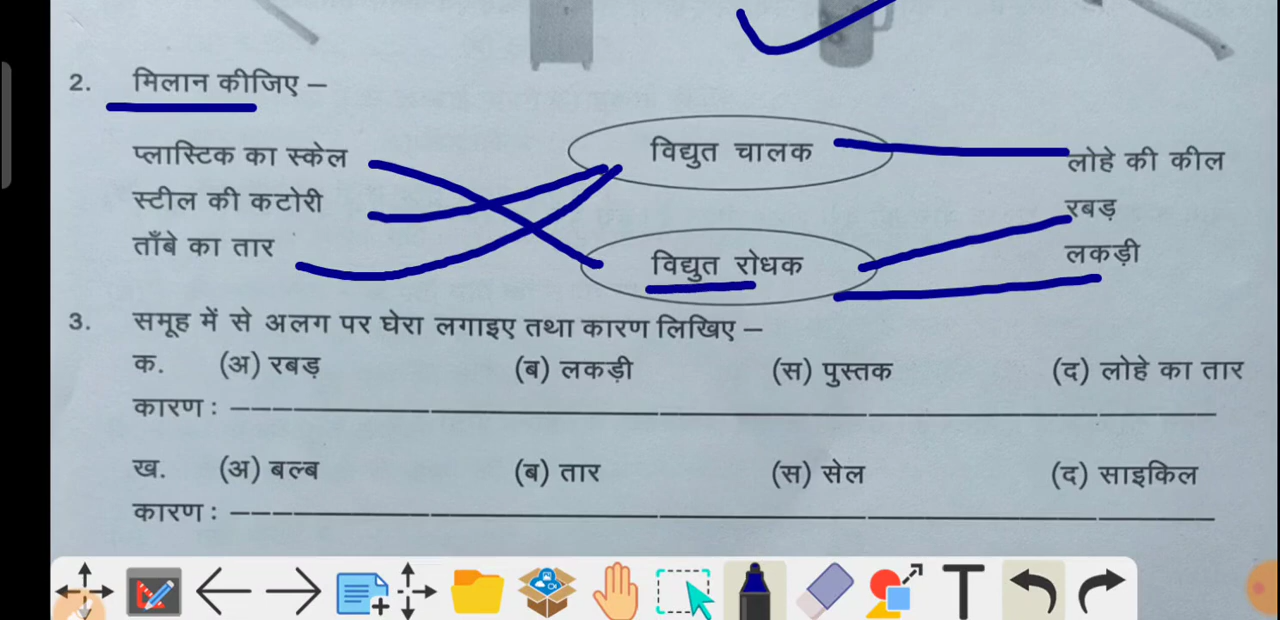 2. मिलान कीजिए –
प्लास्टिक का स्केल विद्युत चालक लोहे की कील
स्टील की कटोरी रबड़
ताँबे का तार विद्युत रोधक लकड़ी
3. समूह में से अलग पर घेरा लगाइए तथा कारण लिखिए –
क. (अ) रबड़ (ब) लकड़ी (स) पुस्तक (द) लोहे का तार
कारण :
ख. (अ) बल्ब (ब) तार (स) सेल (द) साइकिल
कारण :
T